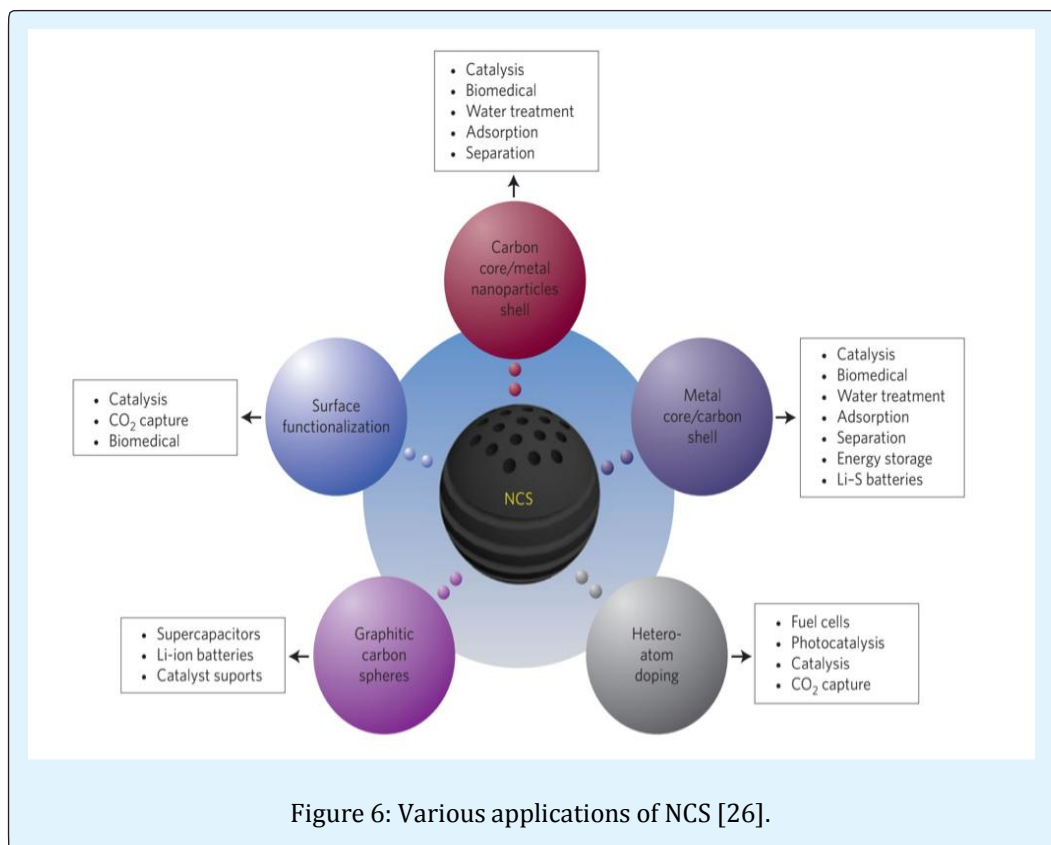 • Catalysis
• Biomedical
• Water treatment
• Adsorption
• Separation
Carbon
core/metal
nanoparticles
shell
Surface
functionalization
• Catalysis
• CO₂ capture
• Biomedical
Metal
core/carbon
shell
• Catalysis
• Biomedical
• Water treatment
• Adsorption
• Separation
• Energy storage
• Li–S batteries
NCS
Graphitic
carbon
spheres
• Supercapacitors
• Li-ion batteries
• Catalyst suports
Hetero-
atom
doping
• Fuel cells
• Photocatalysis
• Catalysis
• CO₂ capture
Figure 6: Various applications of NCS [26].